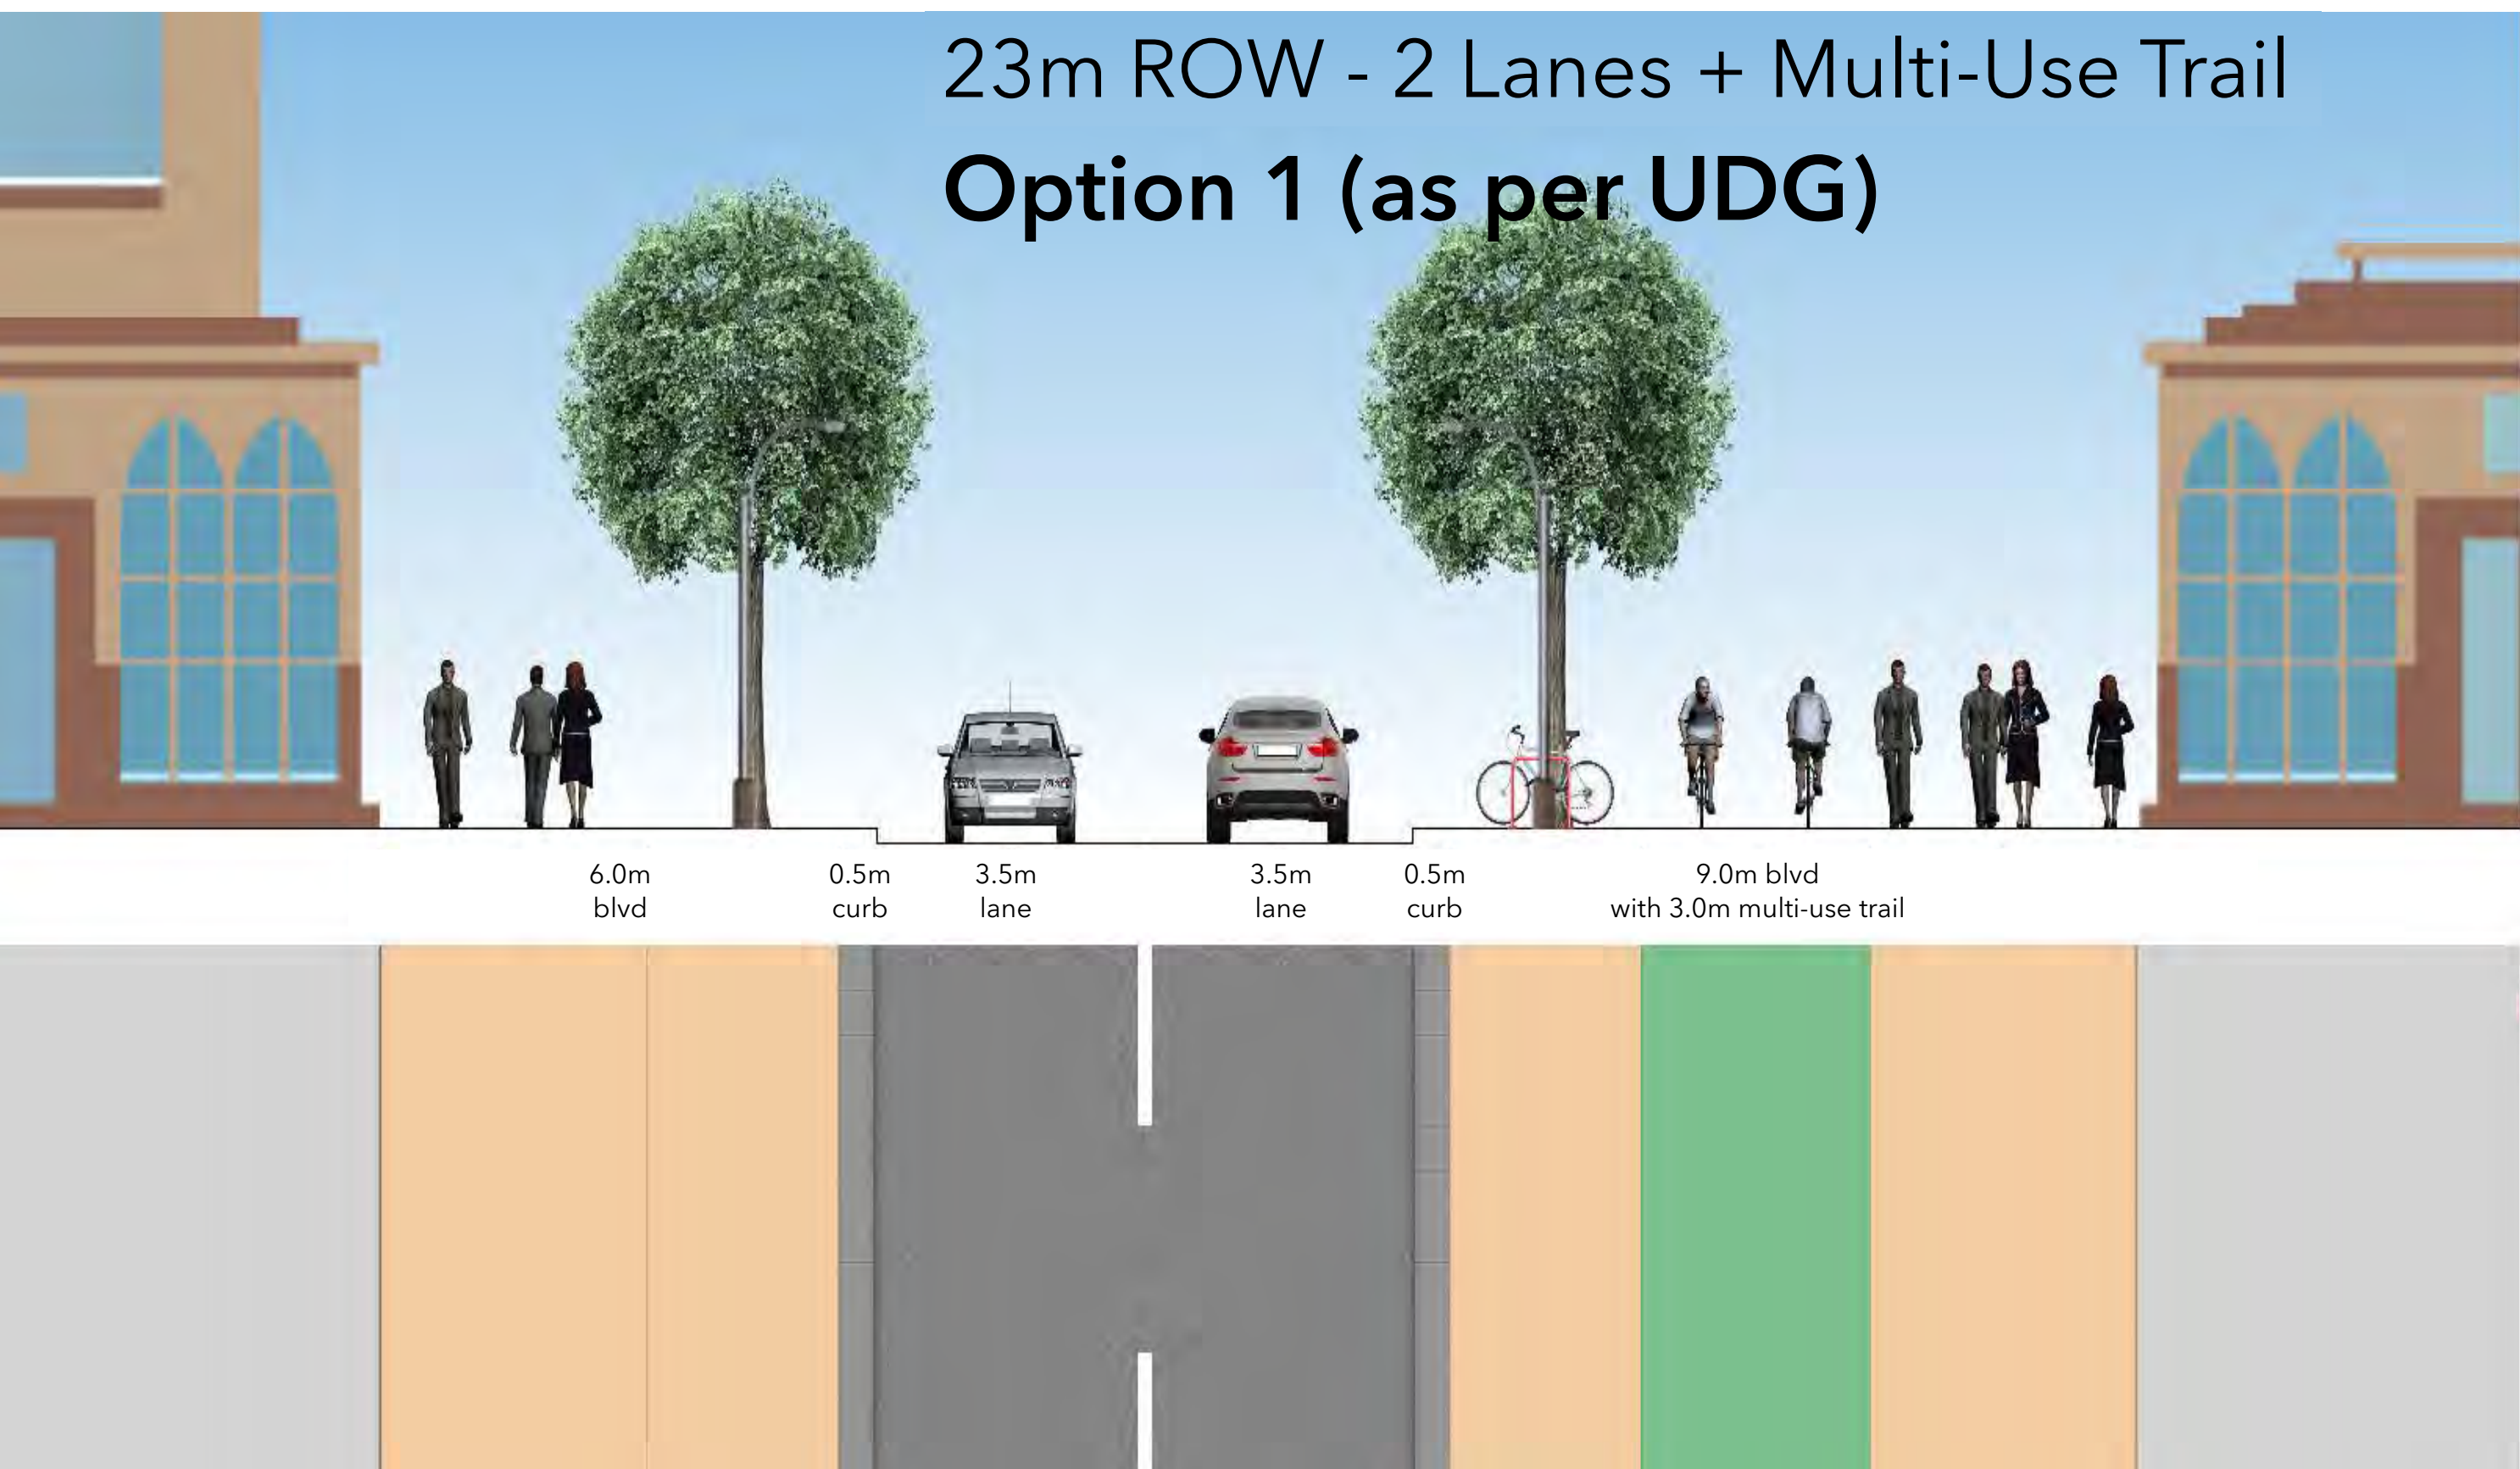 23m ROW - 2 Lanes + Multi-Use Trail
Option 1 (as per UDG)
6.0m
blvd
0.5m
curb
3.5m
lane
3.5m
lane
0.5m
curb
9.0m blvd
with 3.0m multi-use trail